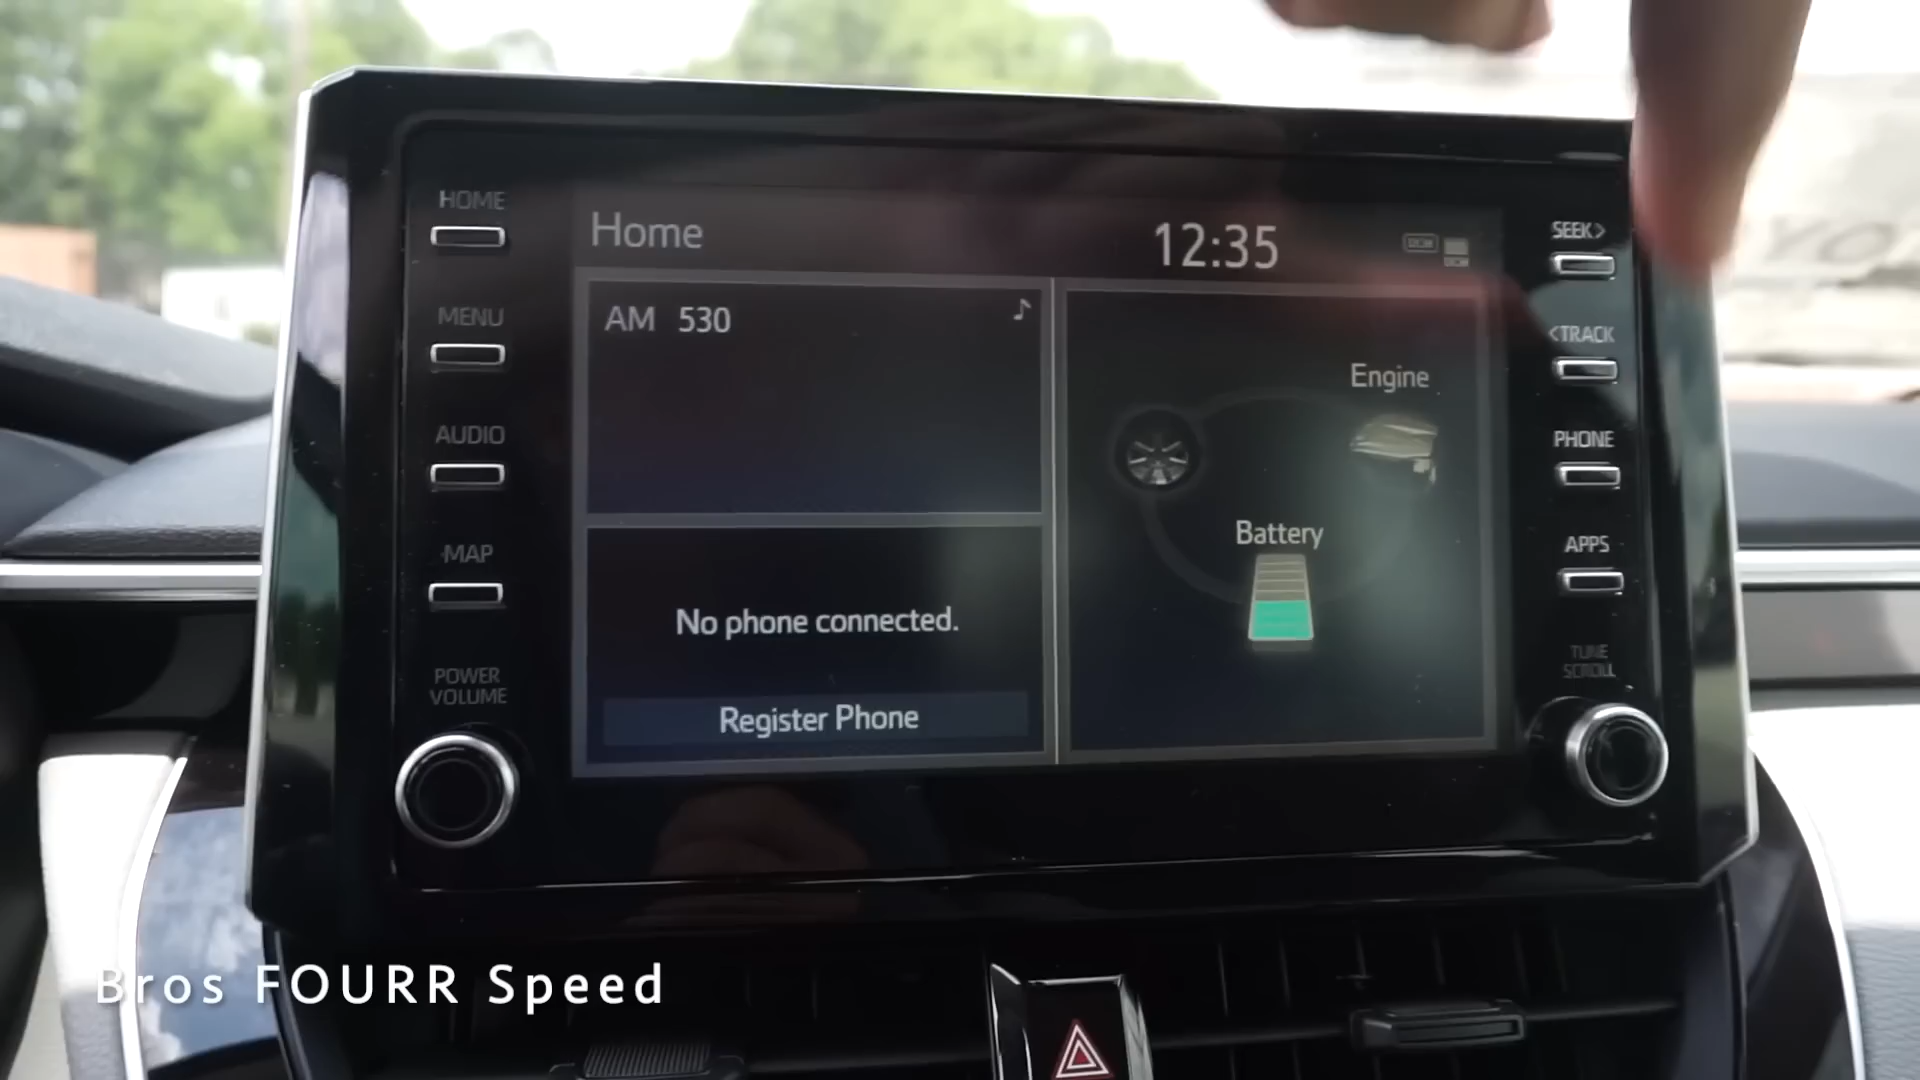 HOME
MENU
AUDIO
MAP
POWER
VOLUME
Home
12:35
AM 530
No phone connected.
Register Phone
Engine
Battery
SEEK>
<TRACK
PHONE
APPS
TUNE
SCROLL
Bros FOURR Speed